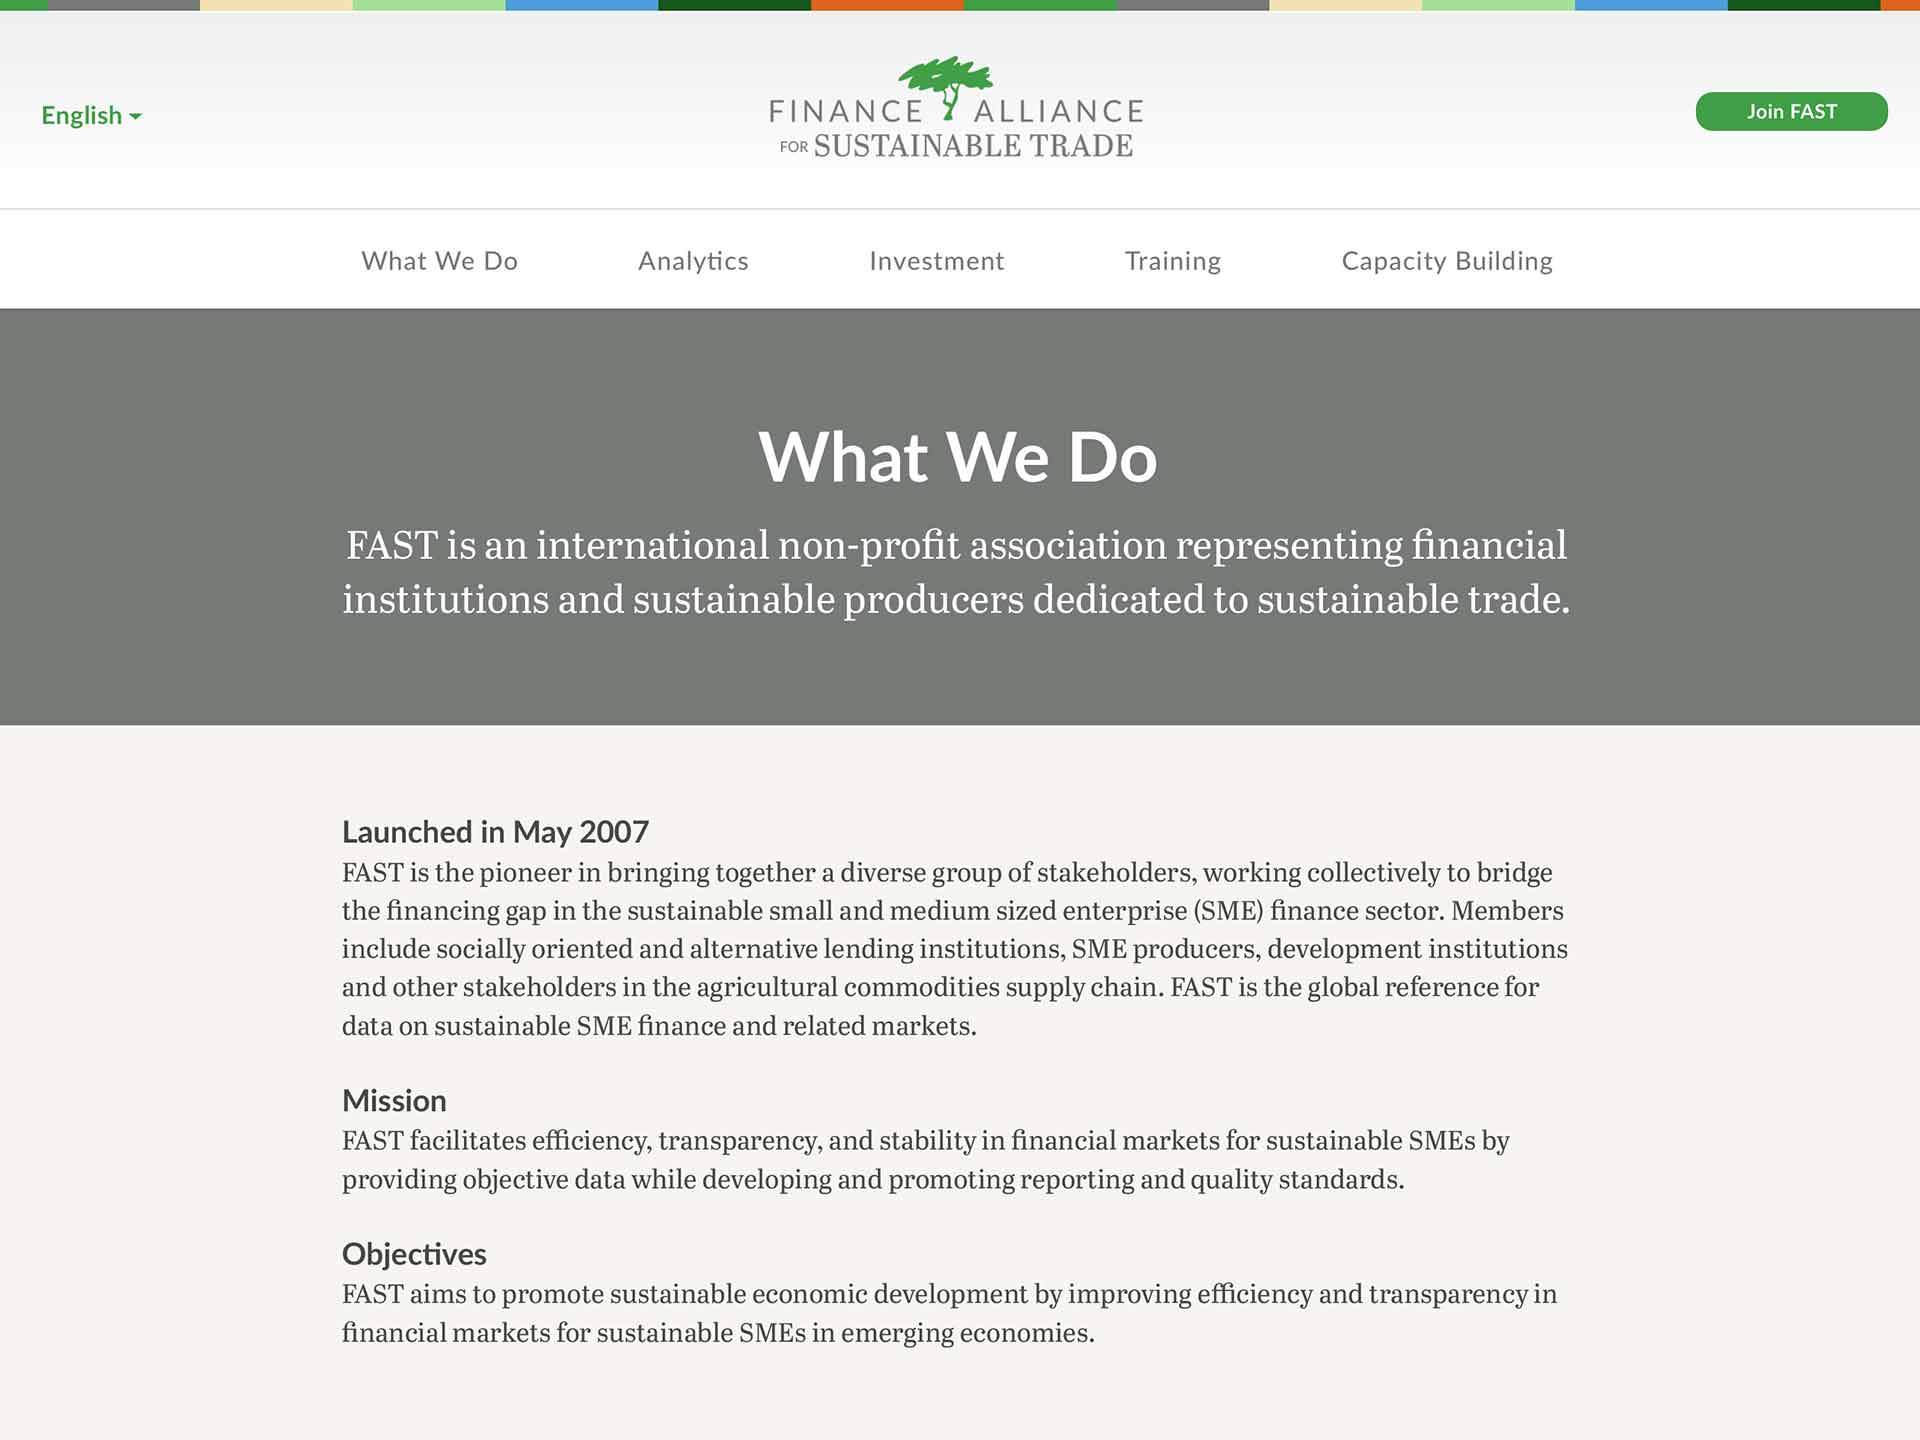 English
FINANCE ALLIANCE
FOR SUSTAINABLE TRADE
Join FAST
What We Do
Analytics
Investment
Training
Capacity Building
What We Do
FAST is an international non-profit association representing financial
institutions and sustainable producers dedicated to sustainable trade.
Launched in May 2007
FAST is the pioneer in bringing together a diverse group of stakeholders, working collectively to bridge
the financing gap in the sustainable small and medium sized enterprise (SME) finance sector. Members
include socially oriented and alternative lending institutions, SME producers, development institutions
and other stakeholders in the agricultural commodities supply chain. FAST is the global reference for
data on sustainable SME finance and related markets.
Mission
FAST facilitates efficiency, transparency, and stability in financial markets for sustainable SMEs by
providing objective data while developing and promoting reporting and quality standards.
Objectives
FAST aims to promote sustainable economic development by improving efficiency and transparency in
financial markets for sustainable SMEs in emerging economies.